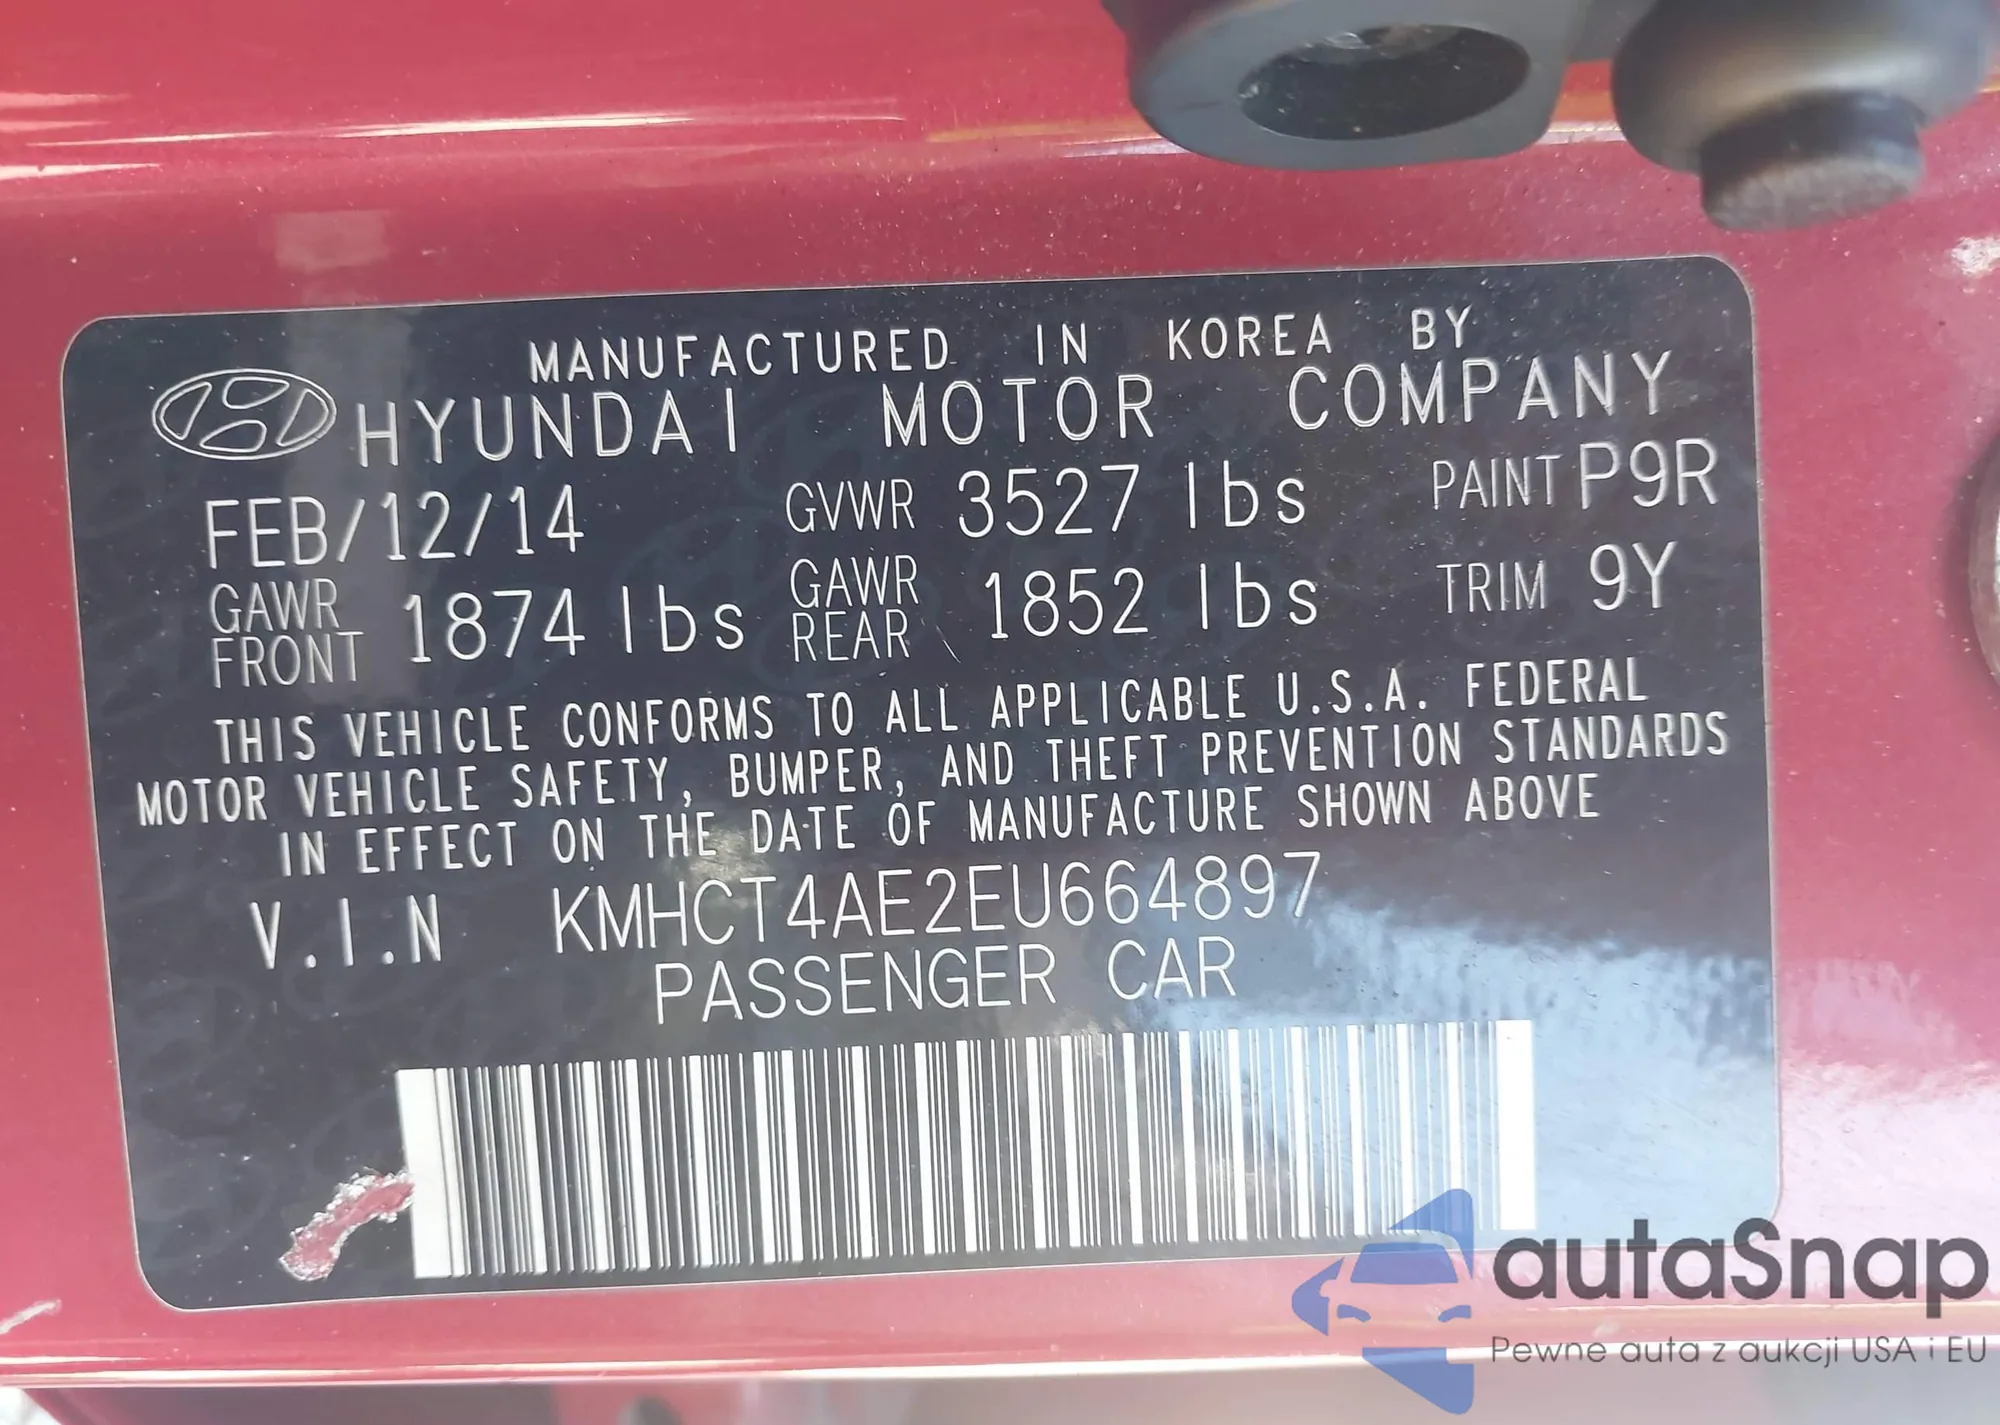 MANUFACTURED IN KOREA BY
HYUNDAI MOTOR COMPANY
FEB/12/14 GVWR 3527 lbs PAINT P9R
GAWR FRONT 1874 lbs GAWR REAR 1852 lbs TRIM 9Y
THIS VEHICLE CONFORMS TO ALL APPLICABLE U.S.A. FEDERAL
MOTOR VEHICLE SAFETY, BUMPER, AND THEFT PREVENTION STANDARDS
IN EFFECT ON THE DATE OF MANUFACTURE SHOWN ABOVE
V.I.N KMHCT4AE2EU664897
PASSENGER CAR
autaSnap
Pewne auta z aukcji USA i EU